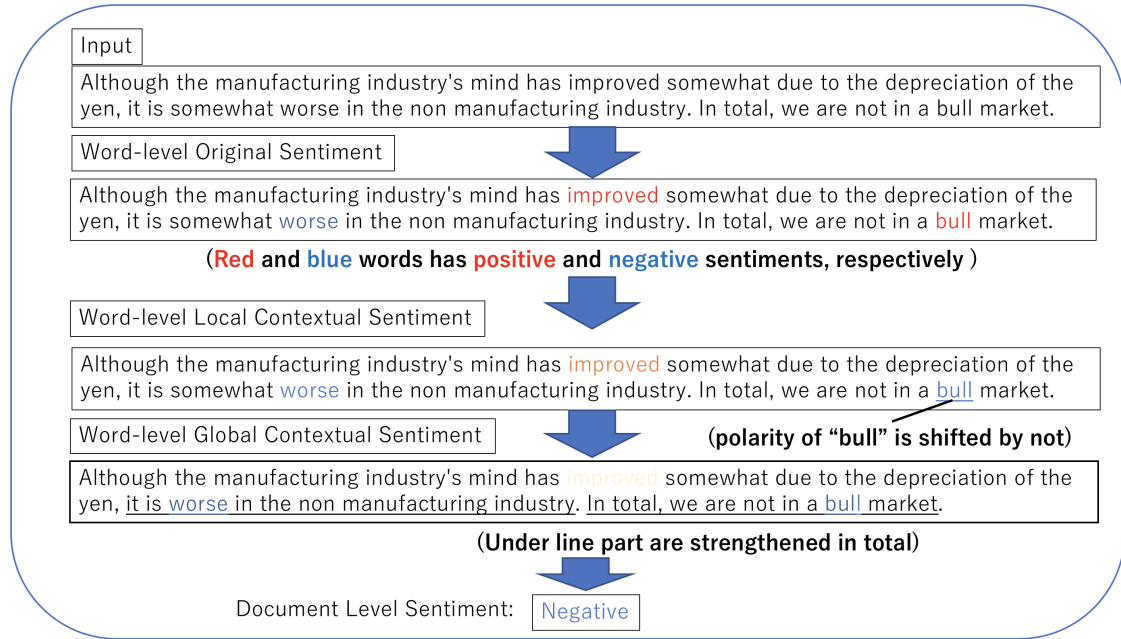 Input
Although the manufacturing industry's mind has improved somewhat due to the depreciation of the
yen, it is somewhat worse in the non manufacturing industry. In total, we are not in a bull market.
Word-level Original Sentiment
Although the manufacturing industry's mind has improved somewhat due to the depreciation of the
yen, it is somewhat worse in the non manufacturing industry. In total, we are not in a bull market.
(Red and blue words has positive and negative sentiments, respectively )
Word-level Local Contextual Sentiment
Although the manufacturing industry's mind has improved somewhat due to the depreciation of the
yen, it is somewhat worse in the non manufacturing industry. In total, we are not in a bull market.
(polarity of “bull” is shifted by not)
Word-level Global Contextual Sentiment
Although the manufacturing industry's mind has improved somewhat due to the depreciation of the
yen, it is worse in the non manufacturing industry. In total, we are not in a bull market.
(Under line part are strengthened in total)
Document Level Sentiment: Negative